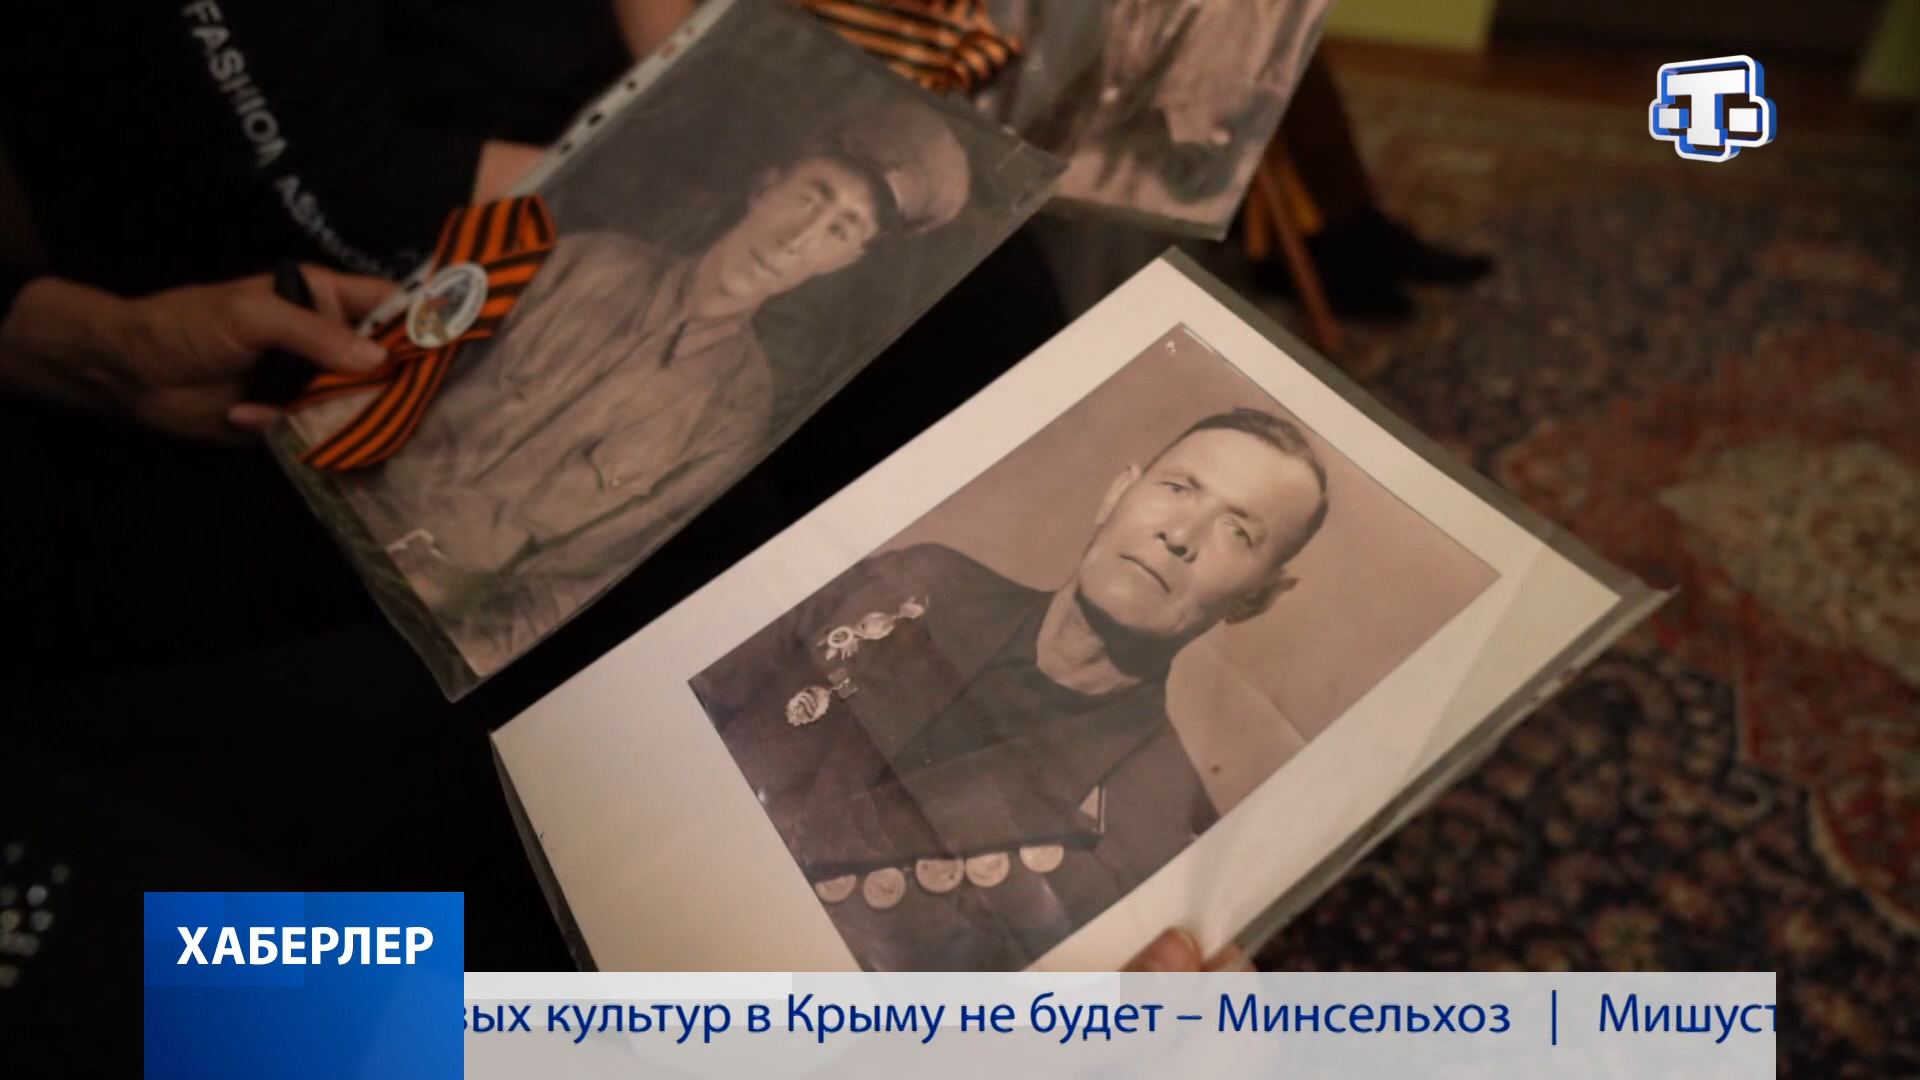 FASHION
ХАБЕРЛЕР
вых культур в Крыму не будет – Минсельхоз | Мишуст